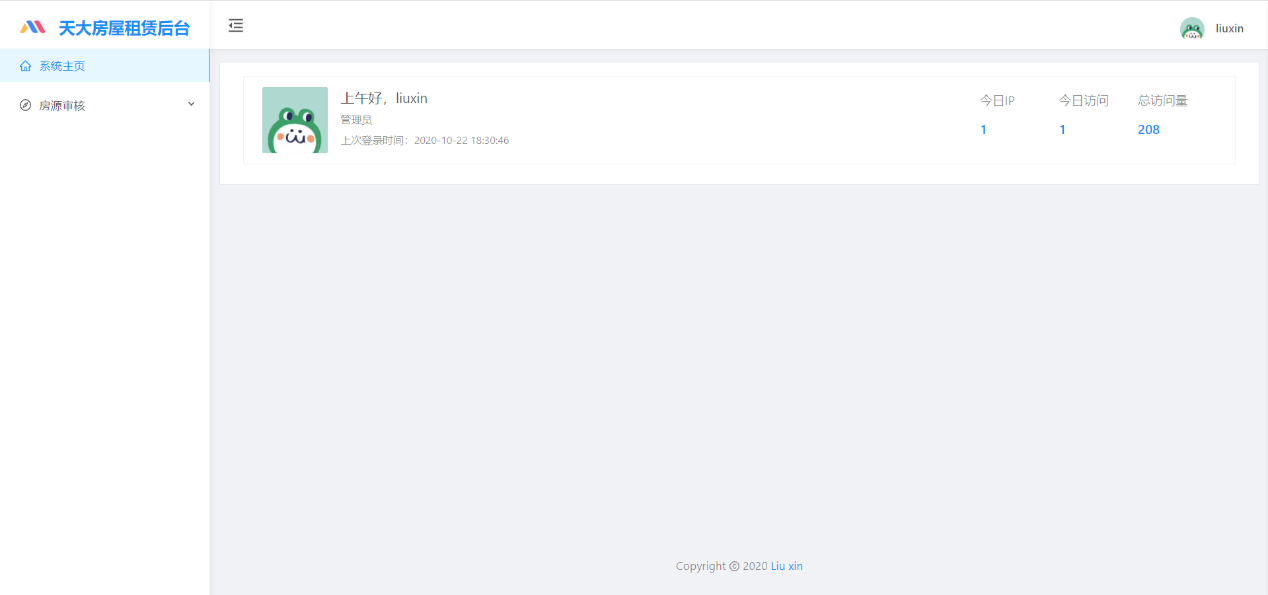 天大房屋租赁后台
liuxin
系统主页
房源审核
上午好，liuxin
管理员
上次登录时间：2020-10-22 18:30:46
今日IP
今日访问
总访问量
1
1
208
Copyright © 2020 Liu xin